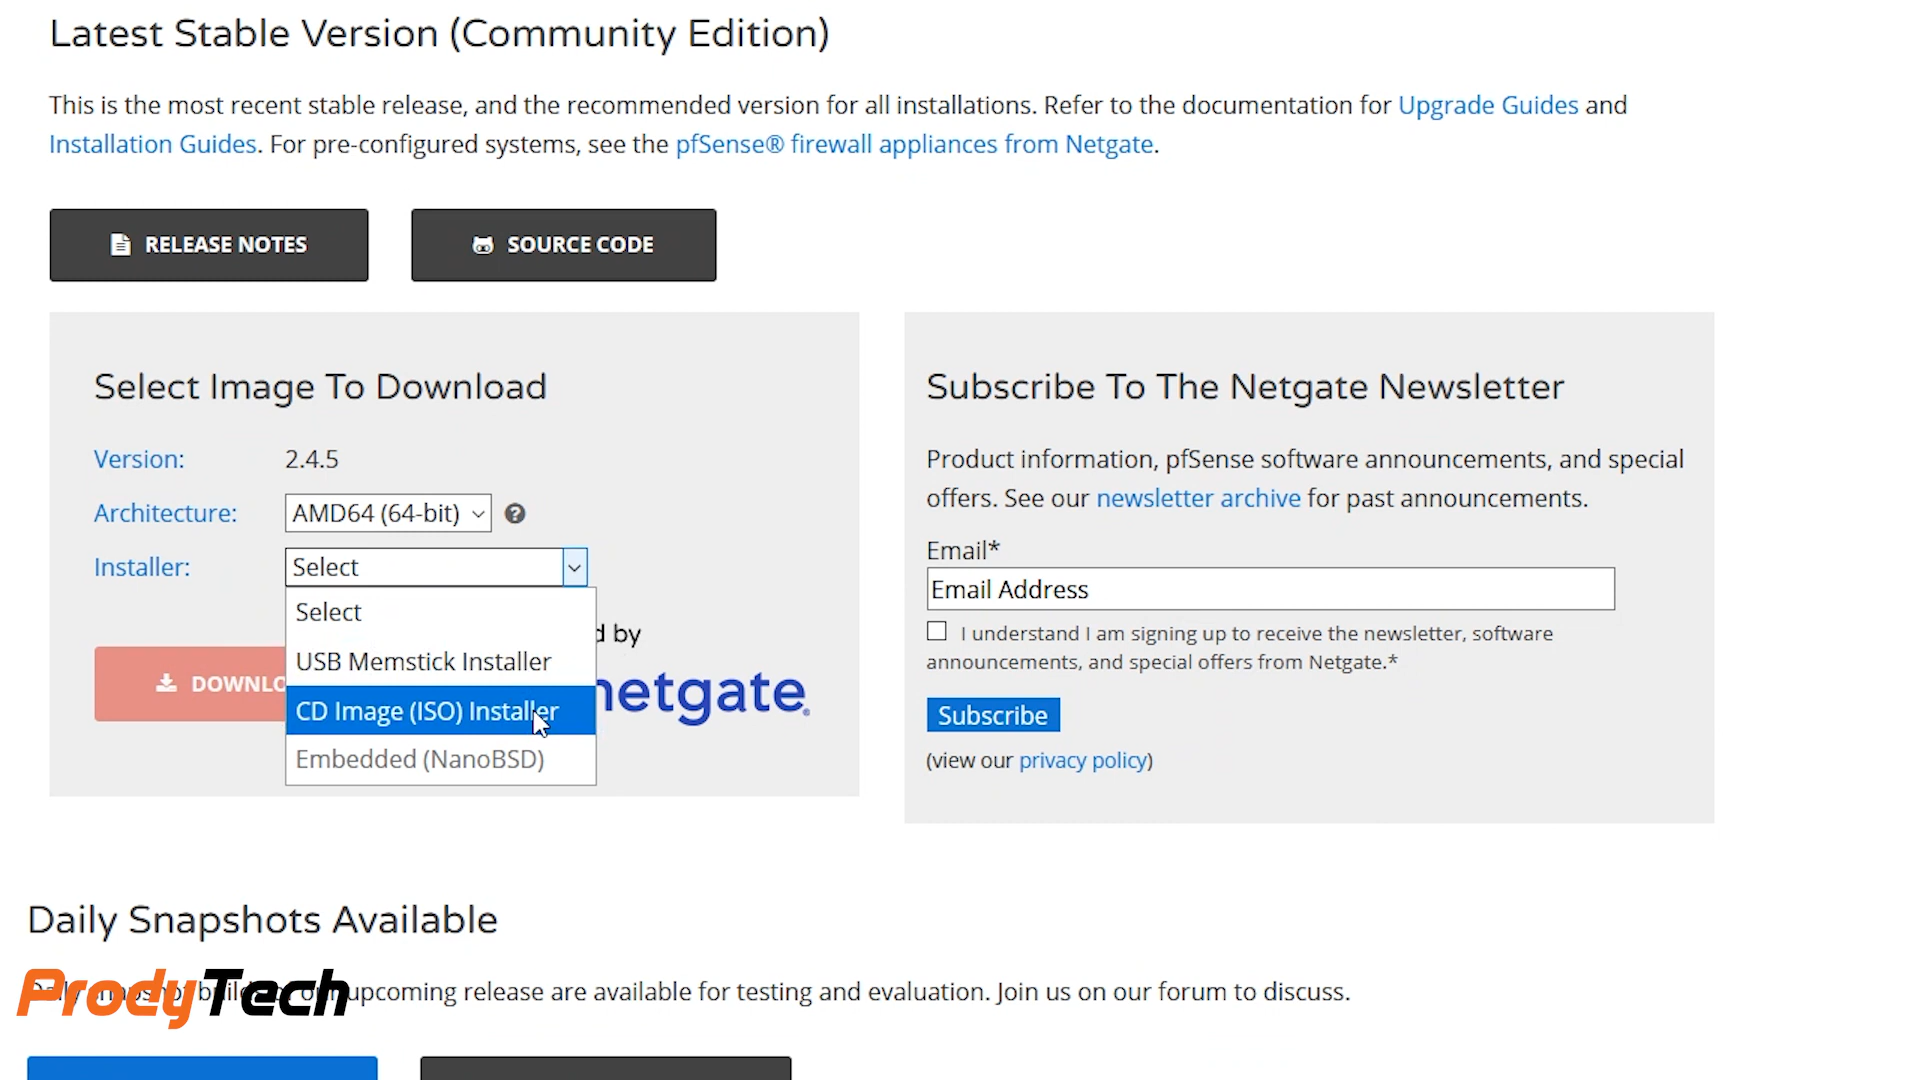 Latest Stable Version (Community Edition)
This is the most recent stable release, and the recommended version for all installations. Refer to the documentation for Upgrade Guides and
Installation Guides. For pre-configured systems, see the pfSense® firewall appliances from Netgate.
RELEASE NOTES
SOURCE CODE
Select Image To Download
Version: 2.4.5
Architecture: AMD64 (64-bit)
Installer: Select
Select
USB Memstick Installer
CD Image (ISO) Installer
Embedded (NanoBSD)
DOWNLO
d by
netgate
Subscribe To The Netgate Newsletter
Product information, pfSense software announcements, and special
offers. See our newsletter archive for past announcements.
Email*
Email Address
I understand I am signing up to receive the newsletter, software
announcements, and special offers from Netgate.*
Subscribe
(view our privacy policy)
Daily Snapshots Available
ProdyTech
upcoming release are available for testing and evaluation. Join us on our forum to discuss.